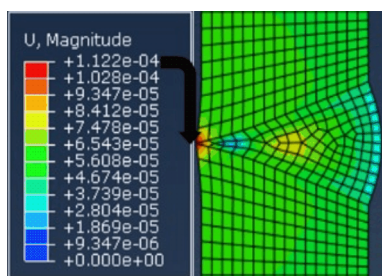 U, Magnitude
+1.122e-04
+1.028e-04
+9.347e-05
+8.412e-05
+7.478e-05
+6.543e-05
+5.608e-05
+4.674e-05
+3.739e-05
+2.804e-05
+1.869e-05
+9.347e-06
+0.000e+00